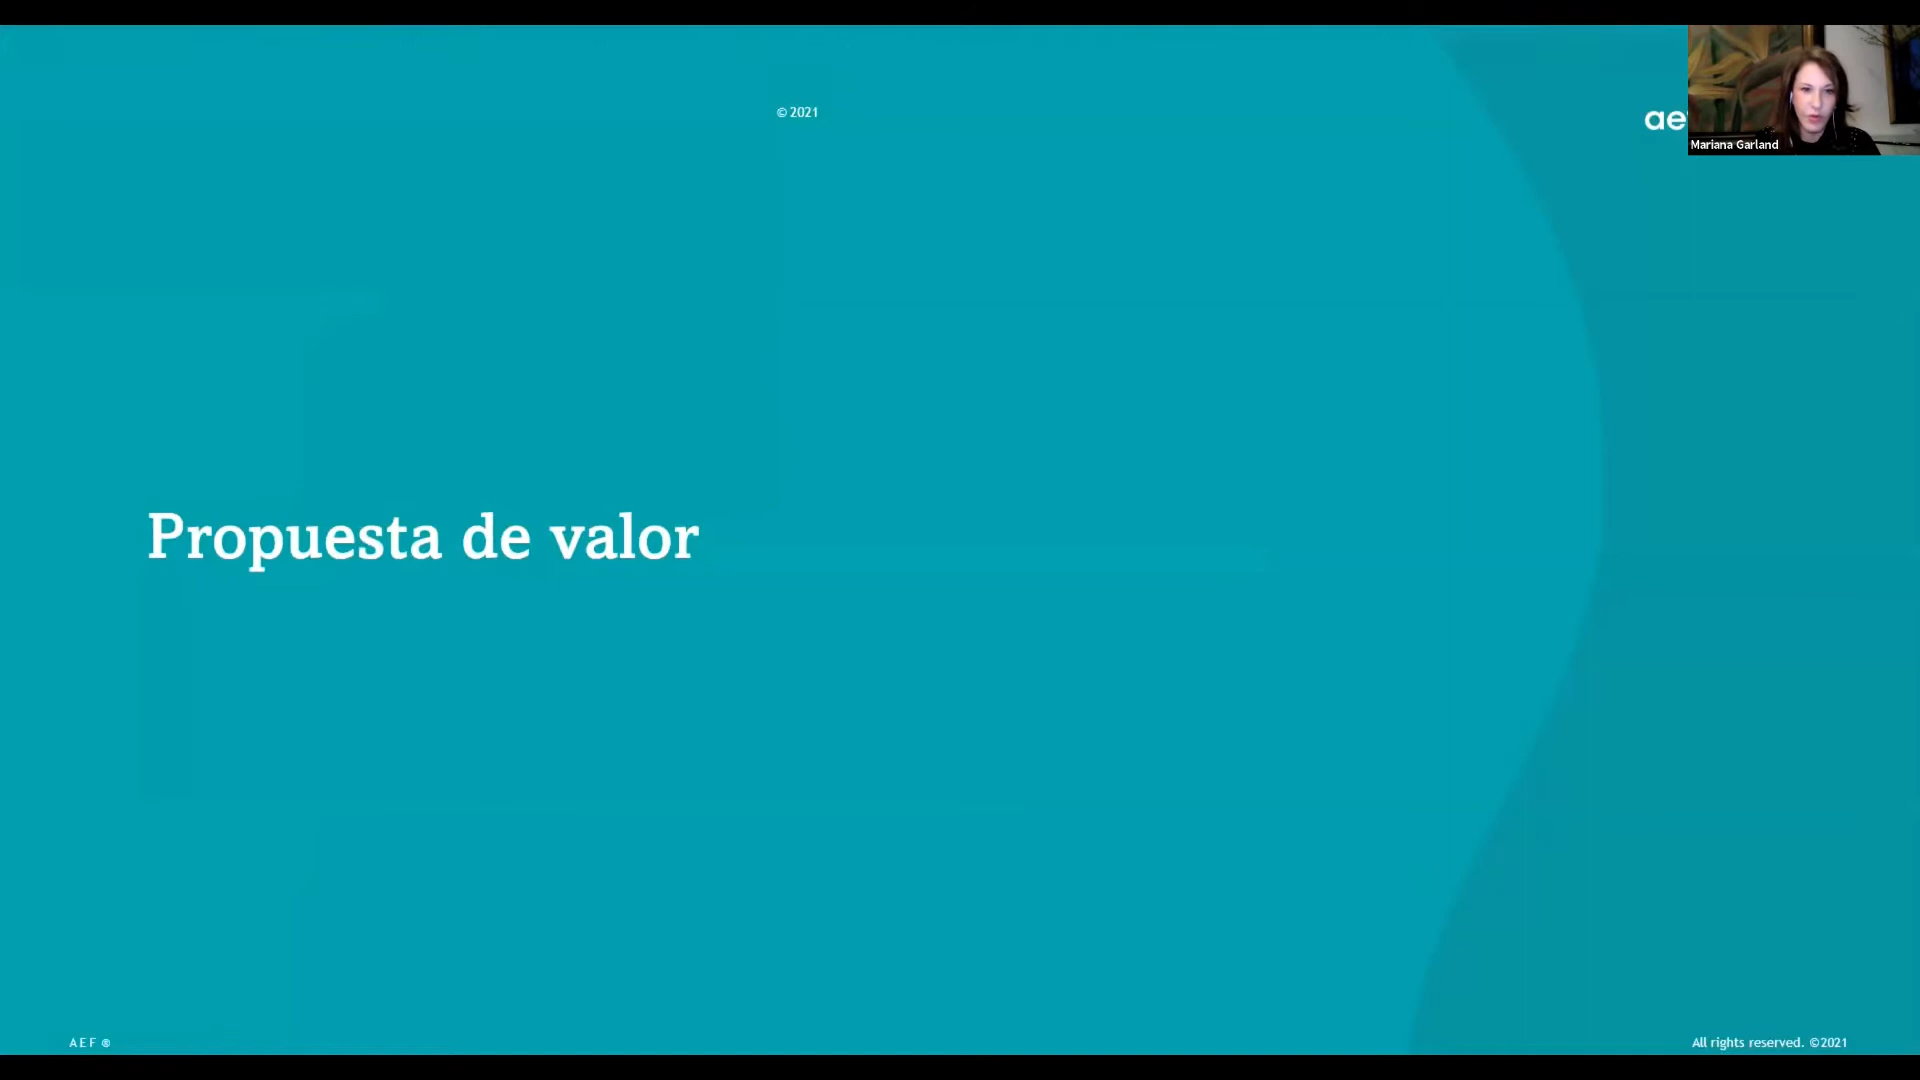 © 2021
ae
Mariana Garland
Propuesta de valor
AEF ®
All rights reserved. ©2021